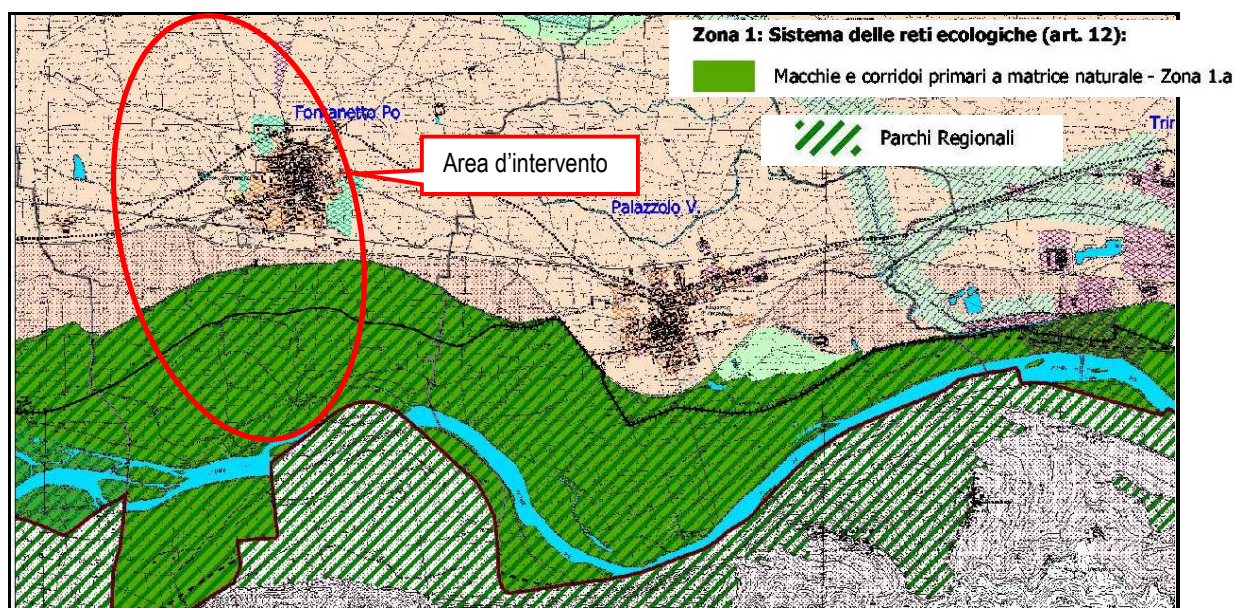 Zona 1: Sistema delle reti ecologiche (art. 12):
Macchie e corridoi primari a matrice naturale - Zona 1.a
Parchi Regionali
Fontanetto Po
Area d'intervento
Palazzolo V.